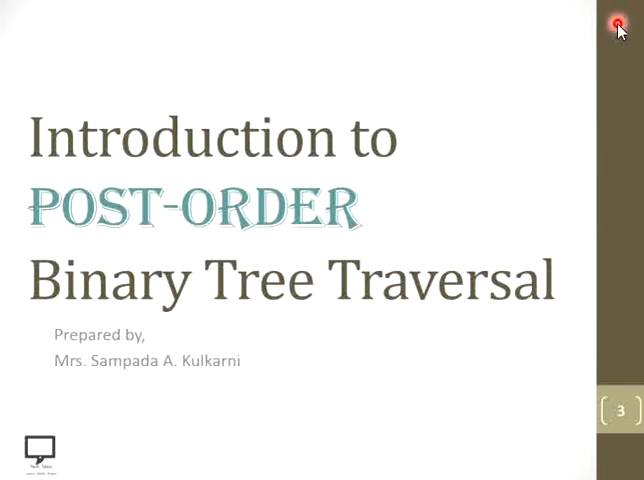 Introduction to
POST-ORDER
Binary Tree Traversal
Prepared by,
Mrs. Sampada A. Kulkarni
3